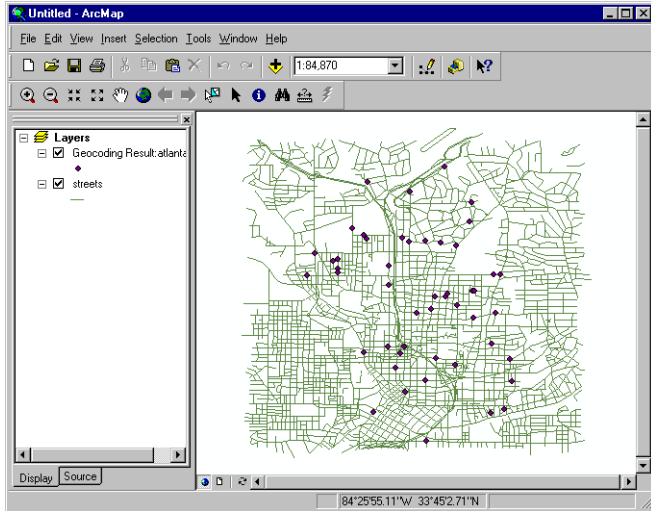 Untitled - ArcMap
File Edit View Insert Selection Tools Window Help
1:84,870
Layers
Geocoding Result:atlanta
streets
Display Source
84°25'55.11"W 33°45'2.71"N